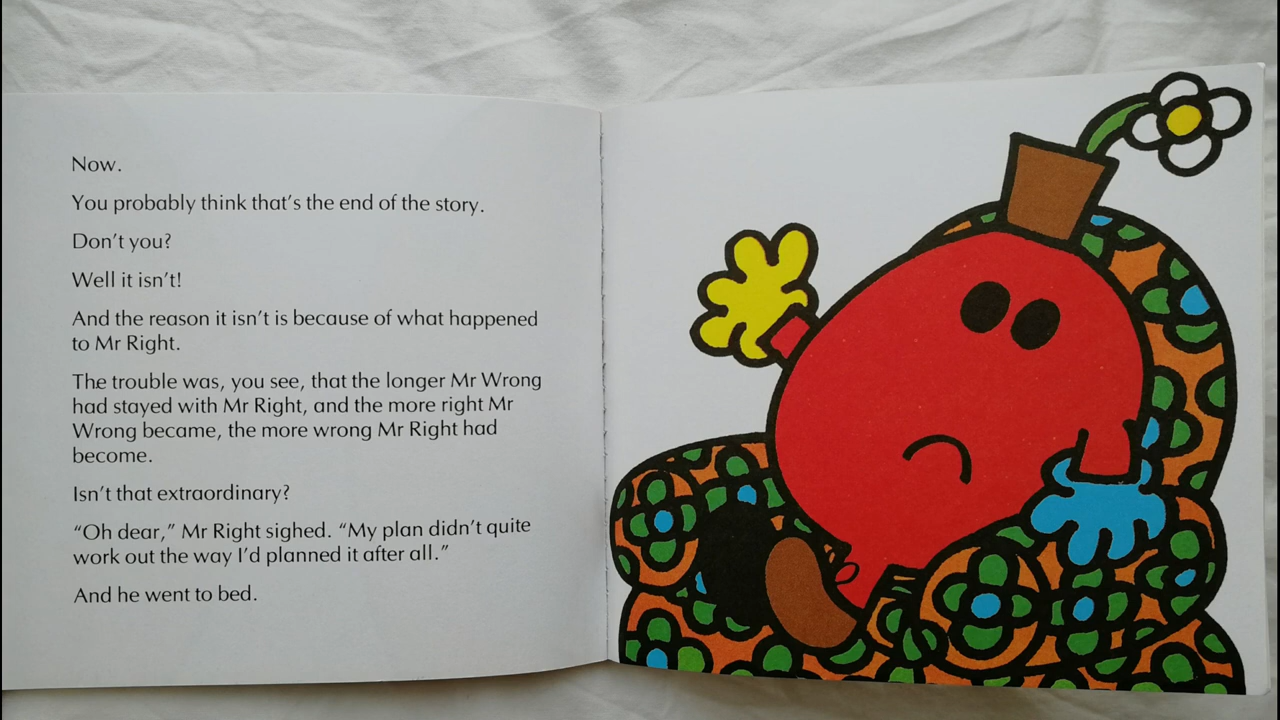 Now.
You probably think that's the end of the story.
Don't you?
Well it isn't!
And the reason it isn't is because of what happened
to Mr Right.
The trouble was, you see, that the longer Mr Wrong
had stayed with Mr Right, and the more right Mr
Wrong became, the more wrong Mr Right had
become.
Isn't that extraordinary?
“Oh dear,” Mr Right sighed. “My plan didn't quite
work out the way I'd planned it after all.”
And he went to bed.